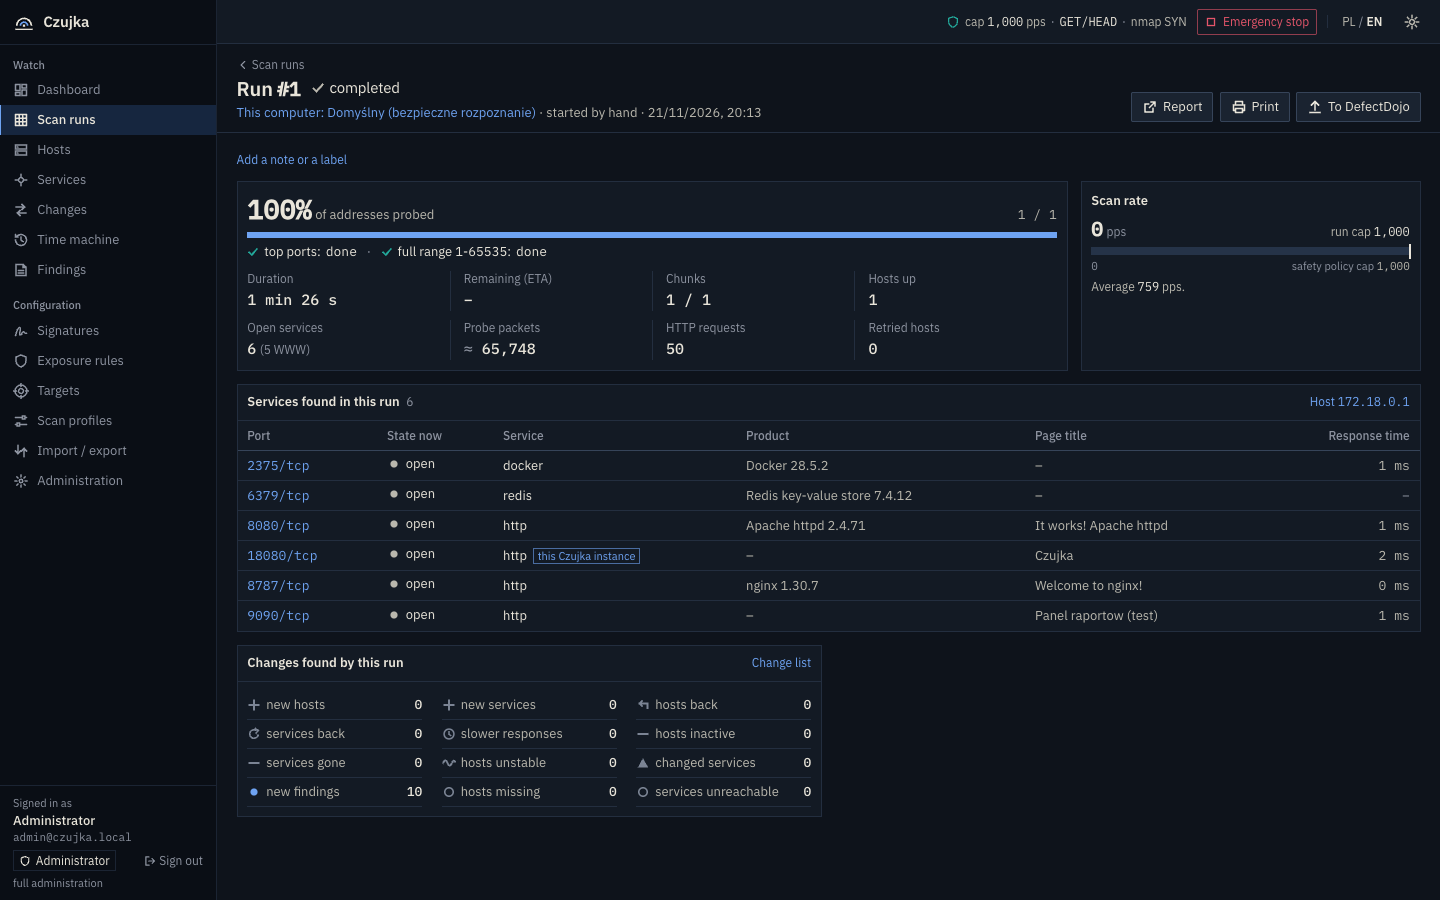 Czujka
cap 1,000 pps · GET/HEAD · nmap SYN
Emergency stop
PL / EN
Watch
Dashboard
Scan runs
Hosts
Services
Changes
Time machine
Findings
Configuration
Signatures
Exposure rules
Targets
Scan profiles
Import / export
Administration
Signed in as
Administrator
admin@czujka.local
Administrator
Sign out
full administration
Scan runs
Run #1 completed
This computer: Domyślny (bezpieczne rozpoznanie) · started by hand · 21/11/2026, 20:13
Report
Print
To DefectDojo
Add a note or a label
100% of addresses probed 1 / 1
top ports: done · full range 1-65535: done
Duration Remaining (ETA) Chunks Hosts up
1 min 26 s – 1 / 1 1
Open services Probe packets HTTP requests Retried hosts
6 (5 WWW) ≈ 65,748 50 0
Scan rate
0 pps run cap 1,000
0 safety policy cap 1,000
Average 759 pps.
Services found in this run 6 Host 172.18.0.1
Port State now Service Product Page title Response time
2375/tcp open docker Docker 28.5.2 – 1 ms
6379/tcp open redis Redis key-value store 7.4.12 – –
8080/tcp open http Apache httpd 2.4.71 It works! Apache httpd 1 ms
18080/tcp open http this Czujka instance – Czujka 2 ms
8787/tcp open http nginx 1.30.7 Welcome to nginx! 0 ms
9090/tcp open http – Panel raportow (test) 1 ms
Changes found by this run Change list
new hosts 0 new services 0 hosts back 0
services back 0 slower responses 0 hosts inactive 0
services gone 0 hosts unstable 0 changed services 0
new findings 10 hosts missing 0 services unreachable 0